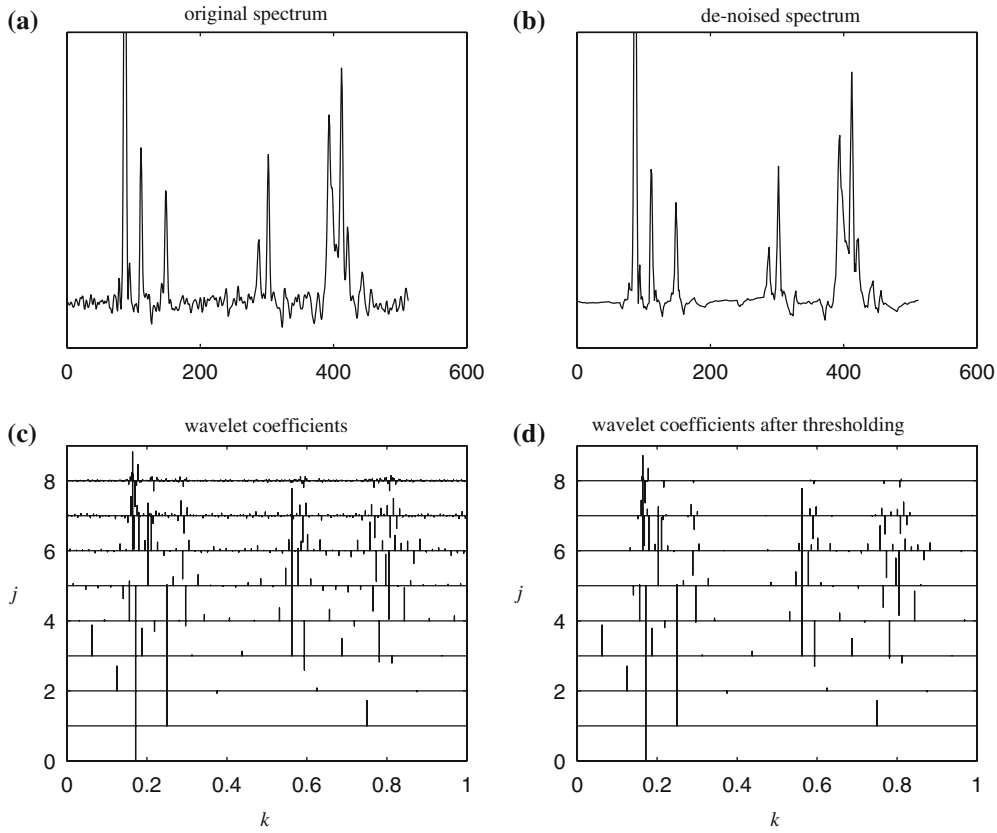 (a) original spectrum
0 200 400 600
(b) de-noised spectrum
0 200 400 600
(c) wavelet coefficients
8
6
j
4
2
0
0 0.2 0.4 0.6 0.8 1
k
(d) wavelet coefficients after thresholding
8
6
j
4
2
0
0 0.2 0.4 0.6 0.8 1
k